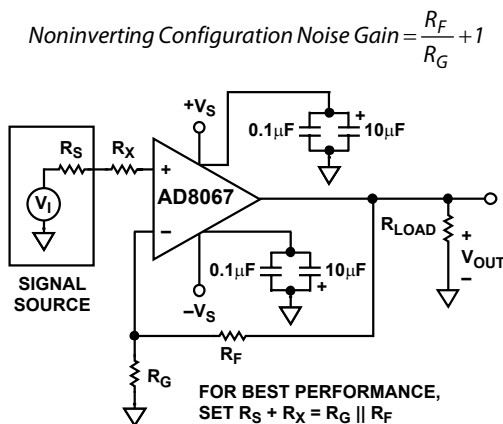 Noninverting Configuration Noise Gain = R_F/R_G + 1
+V_S
0.1µF
+
10µF
R_S
R_X
+
AD8067
V_I
−
R_LOAD
+
V_OUT
−
SIGNAL
SOURCE
0.1µF
10µF
+
−V_S
R_F
R_G
FOR BEST PERFORMANCE,
SET R_S + R_X = R_G || R_F